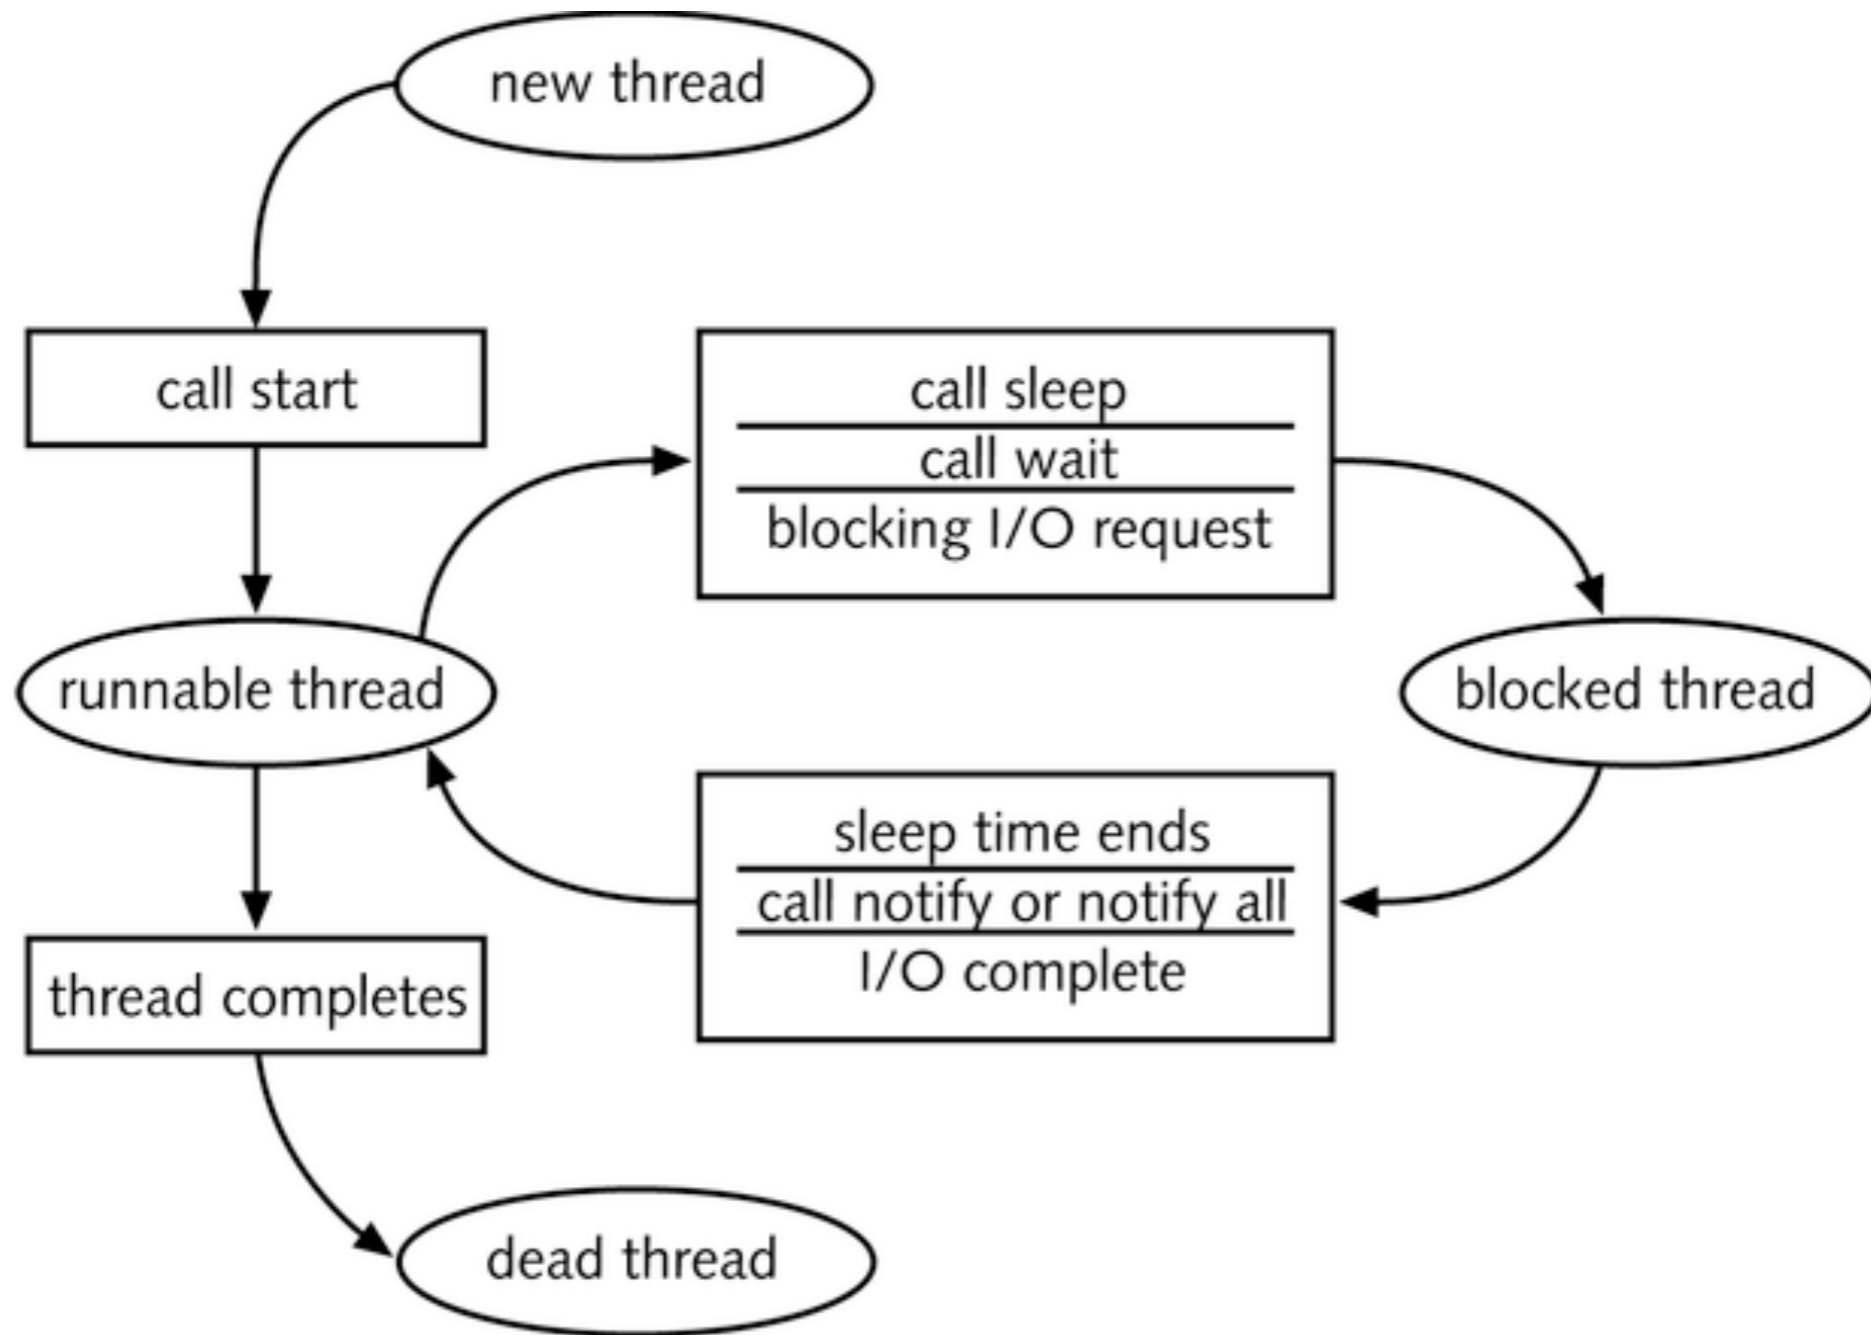 new thread
call start
call sleep
call wait
blocking I/O request
runnable thread
blocked thread
sleep time ends
call notify or notify all
I/O complete
thread completes
dead thread